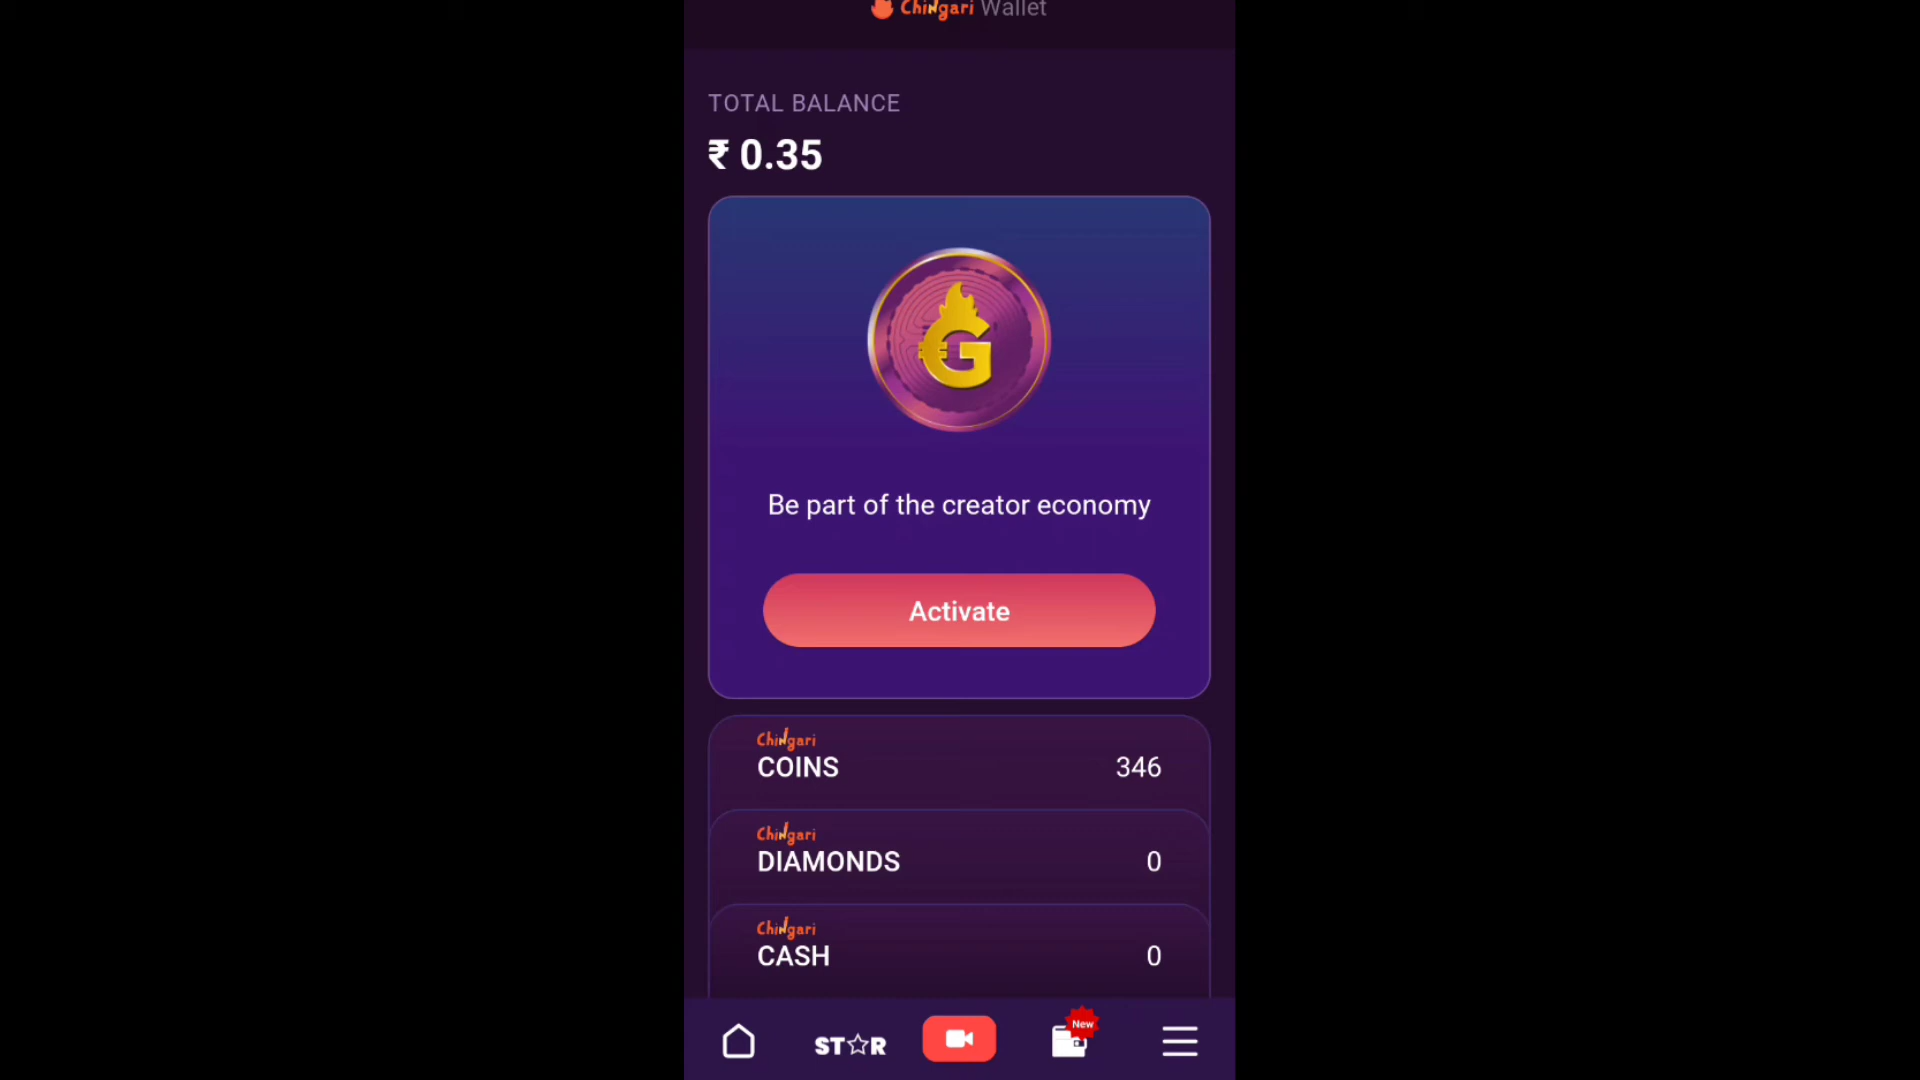 Chingari Wallet
TOTAL BALANCE
₹ 0.35
G
Be part of the creator economy
Activate
Chingari
COINS 346
Chingari
DIAMONDS 0
Chingari
CASH 0
ST☆R
New